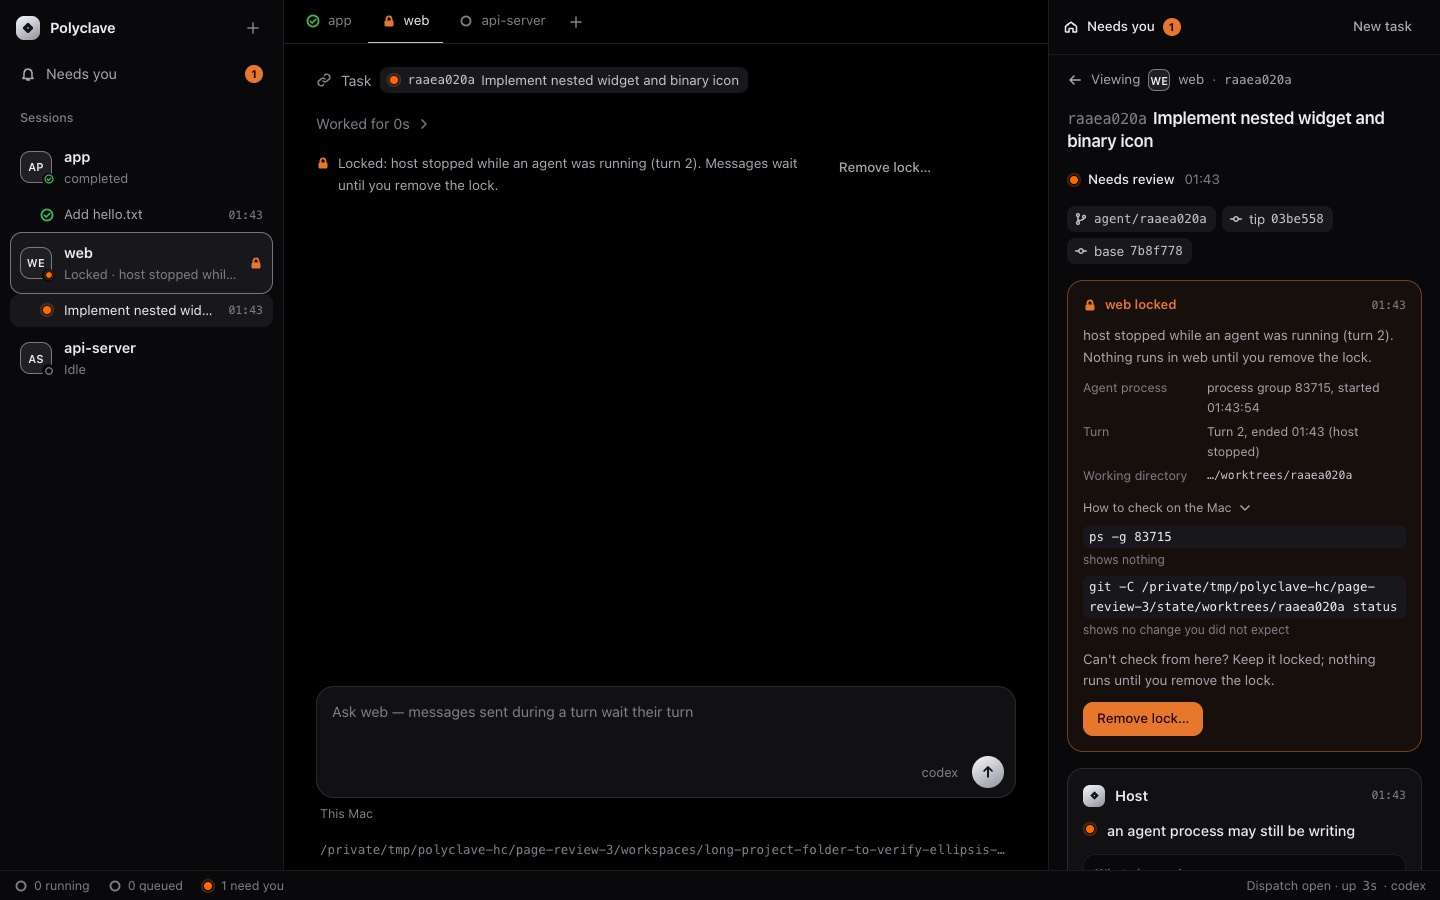 Polyclave
Needs you 1
Sessions
AP app
completed
Add hello.txt 01:43
WE web
Locked · host stopped whil…
Implement nested wid… 01:43
AS api-server
Idle
app web api-server
Task raaea020a Implement nested widget and binary icon
Worked for 0s
Locked: host stopped while an agent was running (turn 2). Messages wait
until you remove the lock.
Remove lock…
Ask web — messages sent during a turn wait their turn
codex
This Mac
/private/tmp/polyclave-hc/page-review-3/workspaces/long-project-folder-to-verify-ellipsis-…
Needs you 1 New task
Viewing WE web · raaea020a
raaea020a Implement nested widget and
binary icon
Needs review 01:43
agent/raaea020a tip 03be558
base 7b8f778
web locked 01:43
host stopped while an agent was running (turn 2).
Nothing runs in web until you remove the lock.
Agent process process group 83715, started
01:43:54
Turn Turn 2, ended 01:43 (host
stopped)
Working directory …/worktrees/raaea020a
How to check on the Mac
ps -g 83715
shows nothing
git -C /private/tmp/polyclave-hc/page-
review-3/state/worktrees/raaea020a status
shows no change you did not expect
Can't check from here? Keep it locked; nothing
runs until you remove the lock.
Remove lock…
Host 01:43
an agent process may still be writing
0 running 0 queued 1 need you
Dispatch open · up 3s · codex